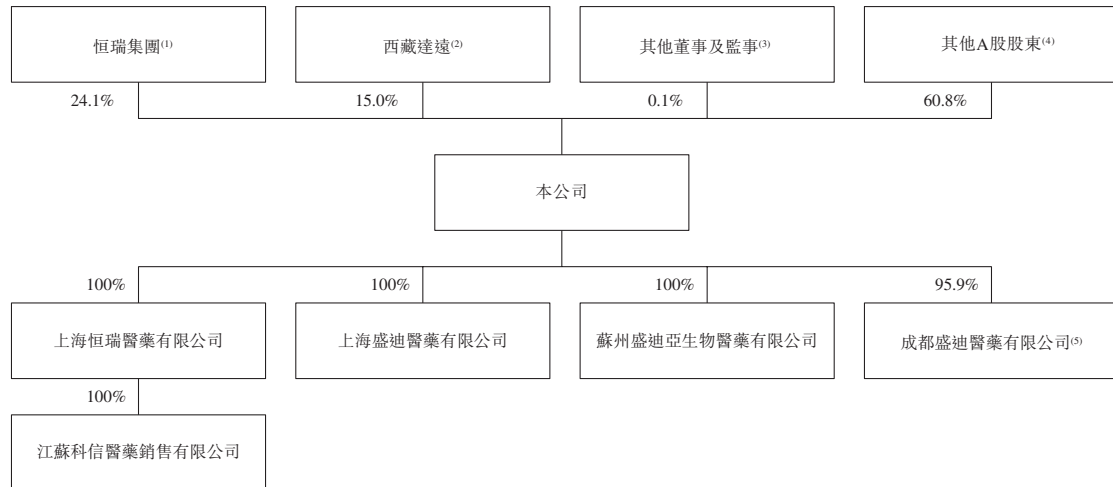 恒瑞集團(1)
西藏達遠(2)
其他董事及監事(3)
其他A股股東(4)
24.1%
15.0%
0.1%
60.8%
本公司
100%
100%
100%
95.9%
上海恒瑞醫藥有限公司
上海盛迪醫藥有限公司
蘇州盛迪亞生物醫藥有限公司
成都盛迪醫藥有限公司(5)
100%
江蘇科信醫藥銷售有限公司